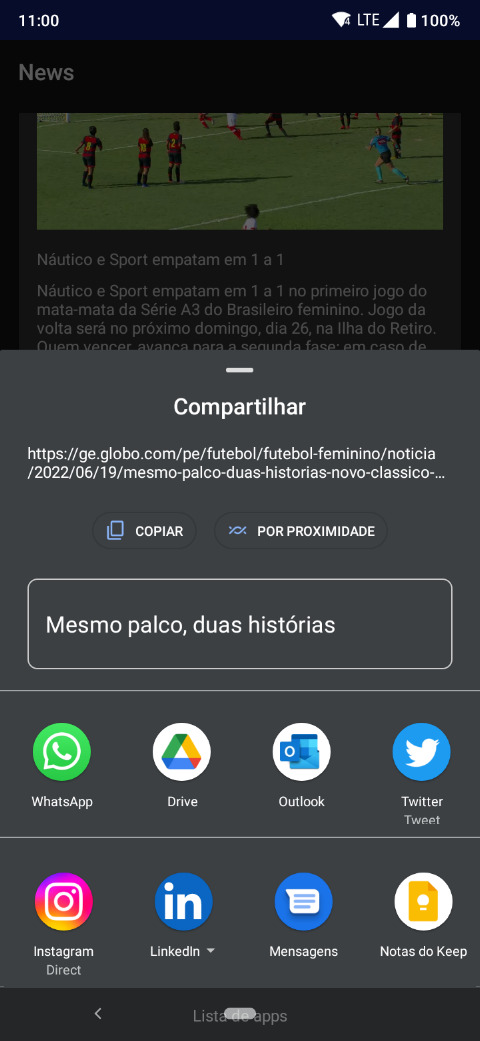 11:00
LTE
100%
News
Náutico e Sport empatam em 1 a 1
Náutico e Sport empatam em 1 a 1 no primeiro jogo do
mata-mata da Série A3 do Brasileiro feminino. Jogo da
volta será no próximo domingo, dia 26, na Ilha do Retiro.
Quem vencer, avança para a segunda fase; em caso de
Compartilhar
https://ge.globo.com/pe/futebol/futebol-feminino/noticia
/2022/06/19/mesmo-palco-duas-historias-novo-classico-…
COPIAR
POR PROXIMIDADE
Mesmo palco, duas histórias
WhatsApp
Drive
Outlook
Twitter
Tweet
Instagram
Direct
LinkedIn
Mensagens
Notas do Keep
Lista de apps